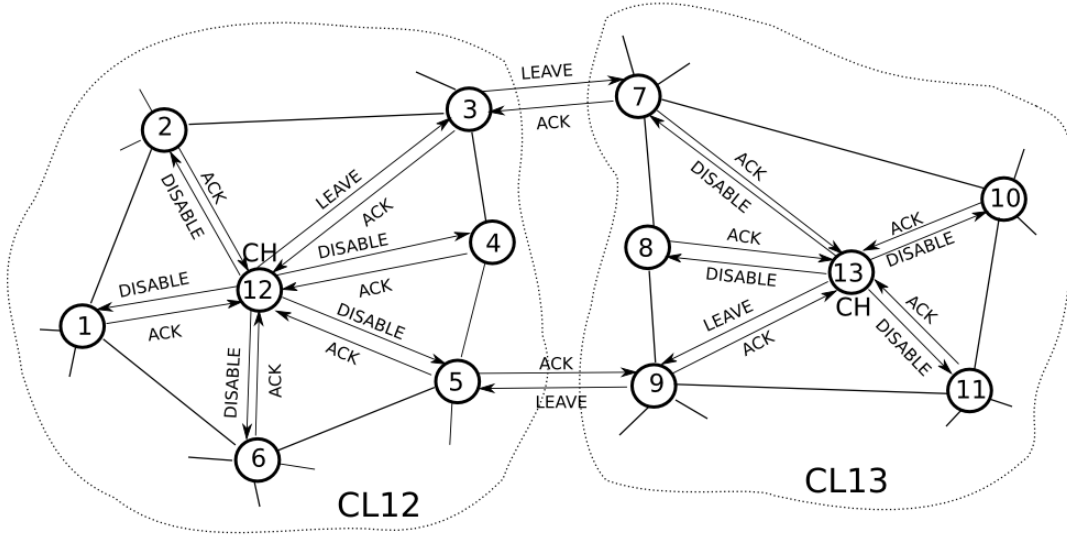 LEAVE
7
3
ACK
2
ACK
DISABLE
LEAVE
ACK
ACK
DISABLE
10
ACK
DISABLE
4
DISABLE
8
ACK
DISABLE
13
CH
CH
12
DISABLE
ACK
ACK
1
DISABLE
ACK
LEAVE
ACK
ACK
DISABLE
DISABLE
ACK
5
ACK
LEAVE
9
11
6
CL12
CL13